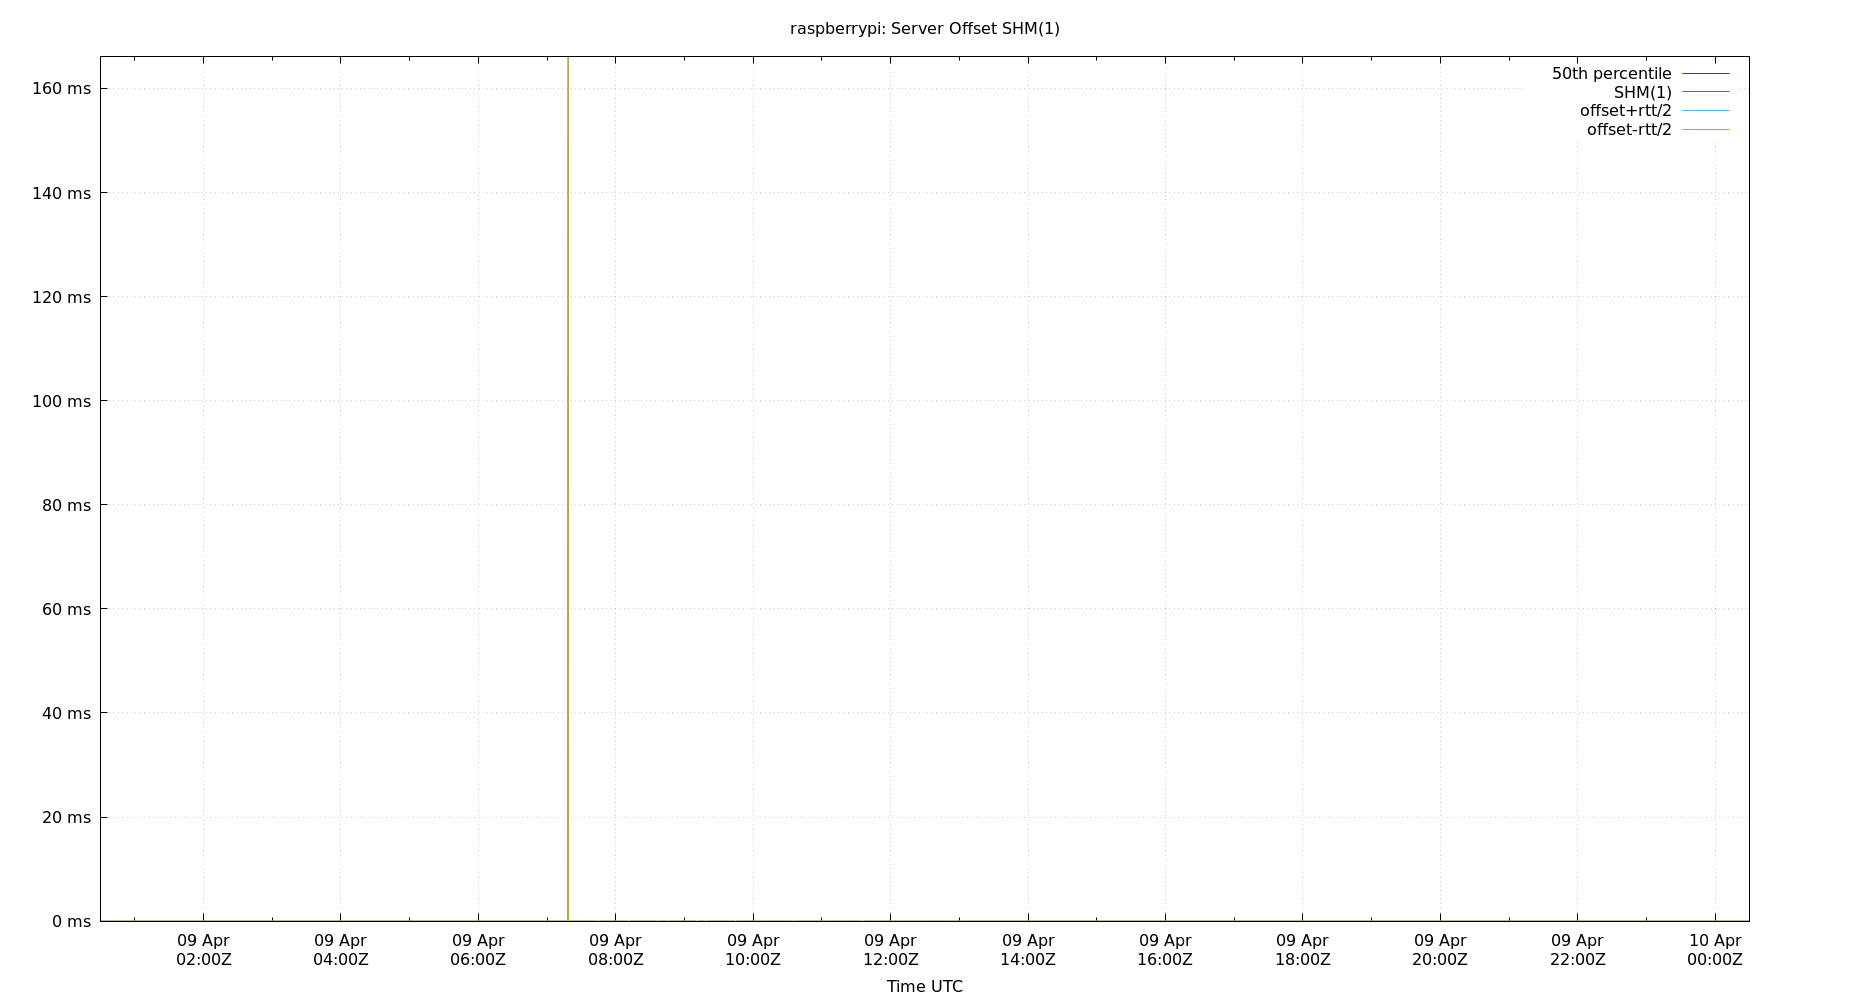 raspberrypi: Server Offset SHM(1)
50th percentile
SHM(1)
offset+rtt/2
offset-rtt/2
160 ms
140 ms
120 ms
100 ms
80 ms
60 ms
40 ms
20 ms
0 ms
09 Apr 09 Apr 09 Apr 09 Apr 09 Apr 09 Apr 09 Apr 09 Apr 09 Apr 09 Apr 09 Apr 10 Apr
02:00Z 04:00Z 06:00Z 08:00Z 10:00Z 12:00Z 14:00Z 16:00Z 18:00Z 20:00Z 22:00Z 00:00Z
Time UTC